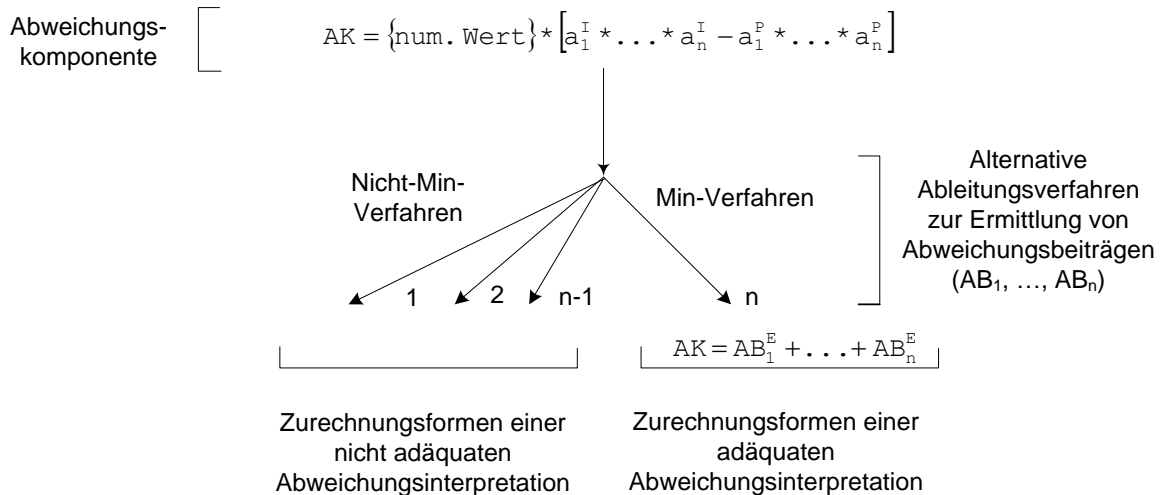 Abweichungs-
komponente
AK = {num. Wert} * [a₁ᴵ * ... * aₙᴵ – a₁ᴾ * ... * aₙᴾ]
Nicht-Min-
Verfahren
Min-Verfahren
Alternative
Ableitungsverfahren
zur Ermittlung von
Abweichungsbeiträgen
(AB₁, …, ABₙ)
1 2 n-1 n
AK = AB₁ᴱ + ... + ABₙᴱ
Zurechnungsformen einer
nicht adäquaten
Abweichungsinterpretation
Zurechnungsformen einer
adäquaten
Abweichungsinterpretation